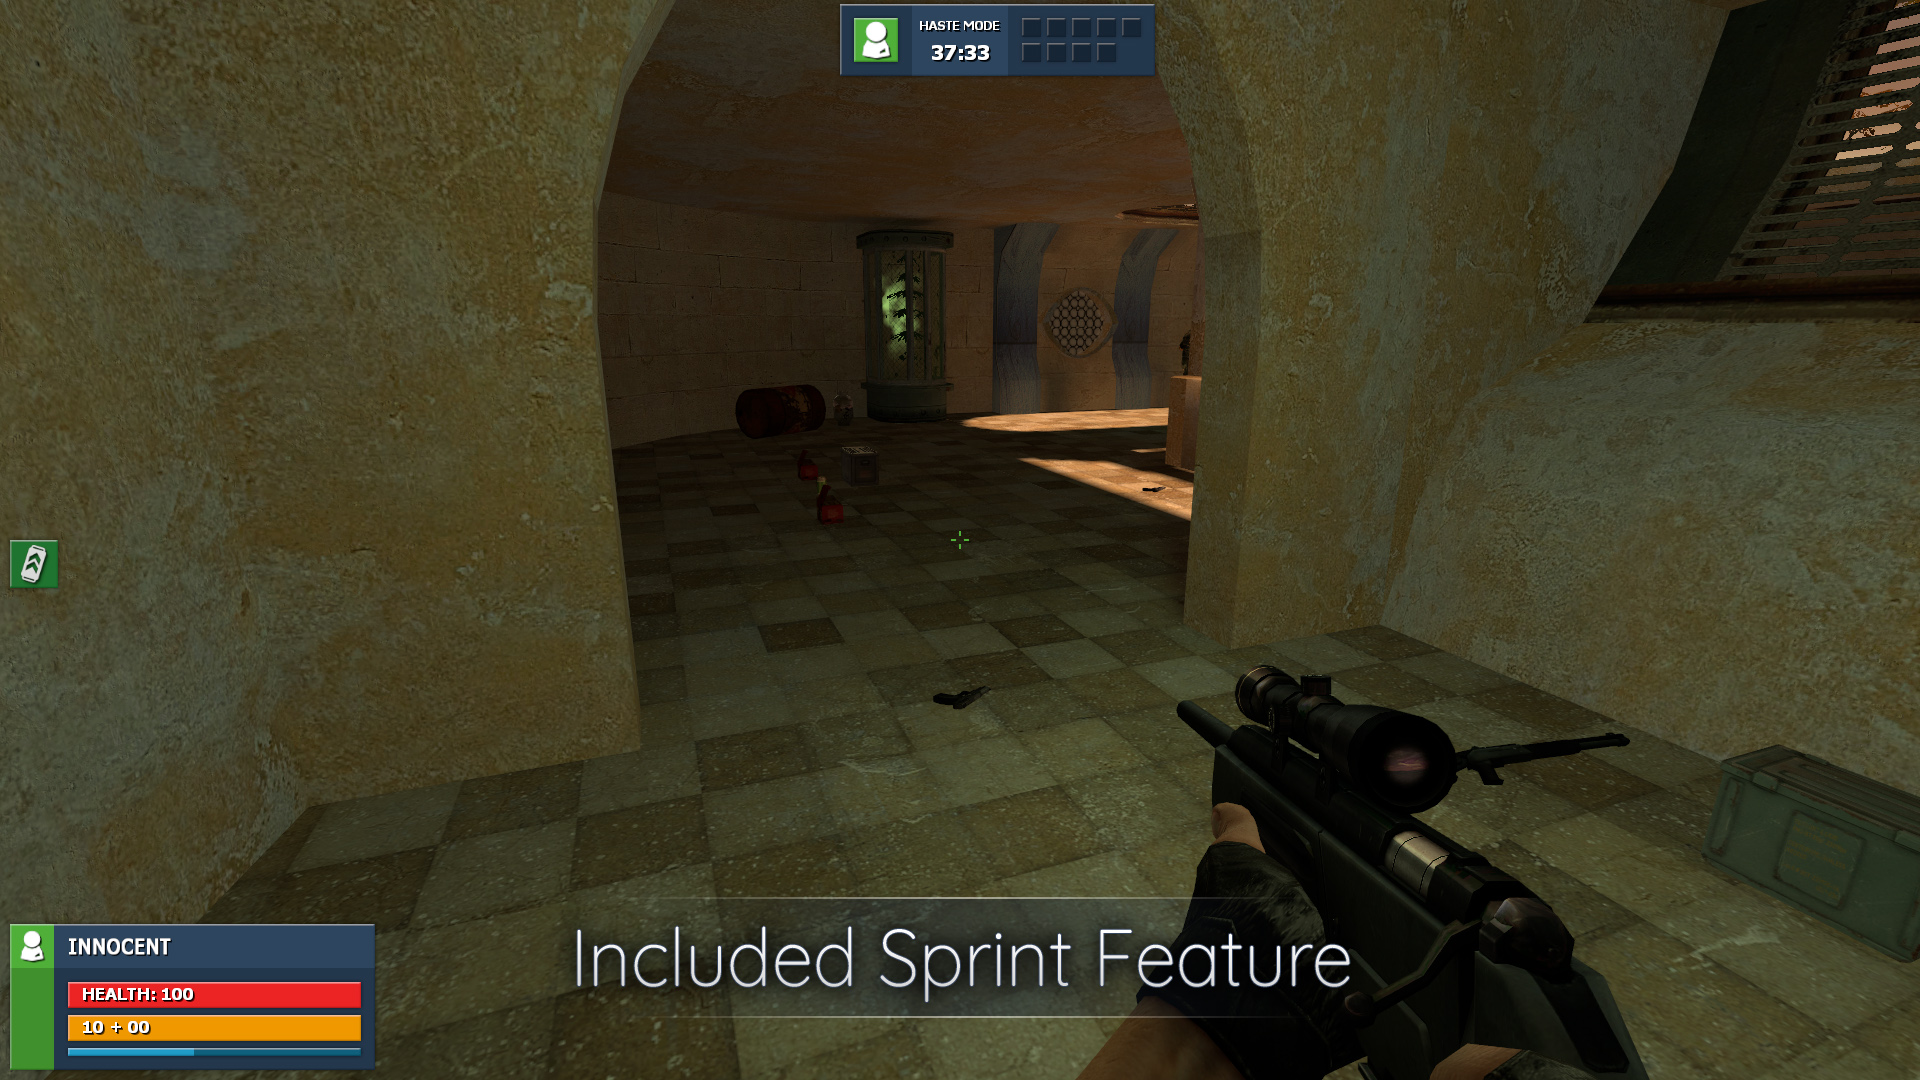 HASTE MODE
37:33
INNOCENT
HEALTH: 100
10 + 00
Included Sprint Feature